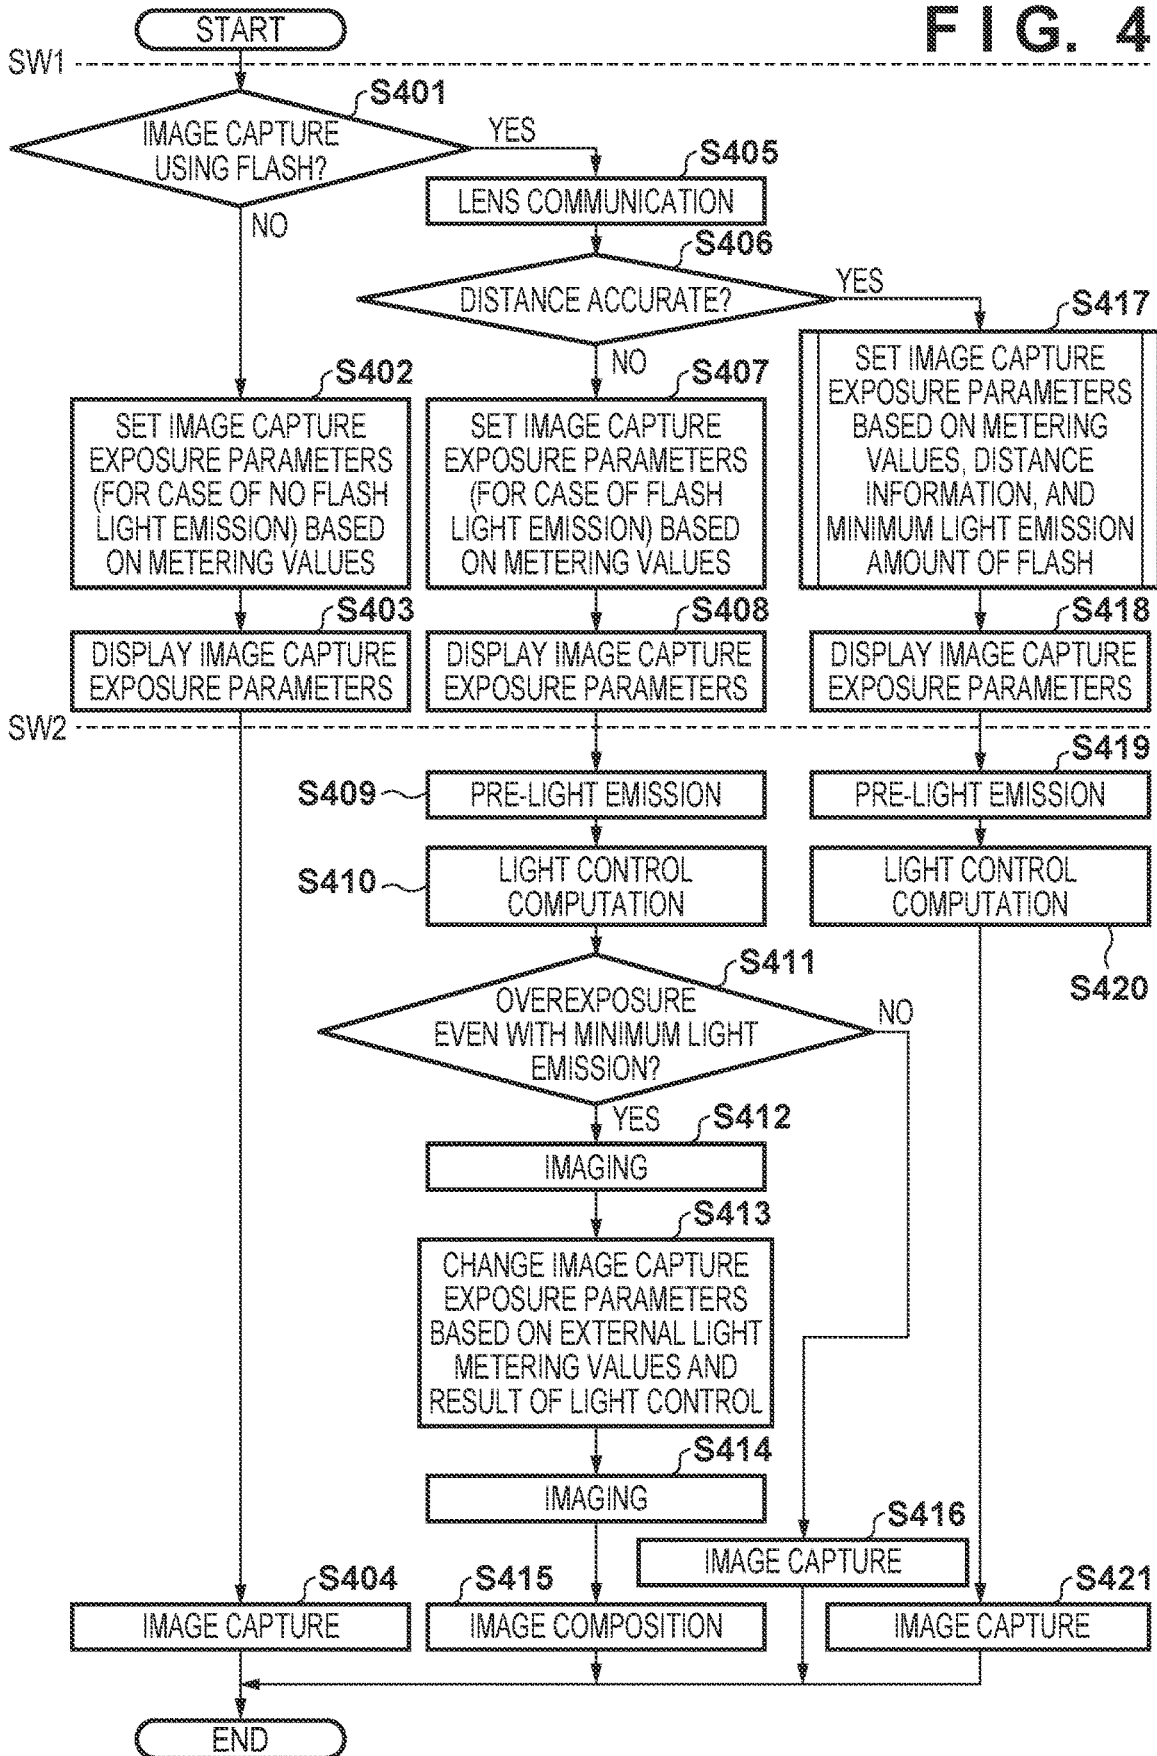 FIG. 4
START
SW1
S401
IMAGE CAPTURE
USING FLASH?
YES
NO
S405
LENS COMMUNICATION
S406
DISTANCE ACCURATE?
YES
NO
S417
SET IMAGE CAPTURE
EXPOSURE PARAMETERS
BASED ON METERING
VALUES, DISTANCE
INFORMATION, AND
MINIMUM LIGHT EMISSION
AMOUNT OF FLASH
S402
SET IMAGE CAPTURE
EXPOSURE PARAMETERS
(FOR CASE OF NO FLASH
LIGHT EMISSION) BASED
ON METERING VALUES
S407
SET IMAGE CAPTURE
EXPOSURE PARAMETERS
(FOR CASE OF FLASH
LIGHT EMISSION) BASED
ON METERING VALUES
S403
DISPLAY IMAGE CAPTURE
EXPOSURE PARAMETERS
S408
DISPLAY IMAGE CAPTURE
EXPOSURE PARAMETERS
S418
DISPLAY IMAGE CAPTURE
EXPOSURE PARAMETERS
SW2
S409
PRE-LIGHT EMISSION
S419
PRE-LIGHT EMISSION
S410
LIGHT CONTROL
COMPUTATION
LIGHT CONTROL
COMPUTATION
S420
S411
OVEREXPOSURE
EVEN WITH MINIMUM LIGHT
EMISSION?
NO
YES
S412
IMAGING
S413
CHANGE IMAGE CAPTURE
EXPOSURE PARAMETERS
BASED ON EXTERNAL LIGHT
METERING VALUES AND
RESULT OF LIGHT CONTROL
S414
IMAGING
S416
IMAGE CAPTURE
S404
IMAGE CAPTURE
S415
IMAGE COMPOSITION
S421
IMAGE CAPTURE
END